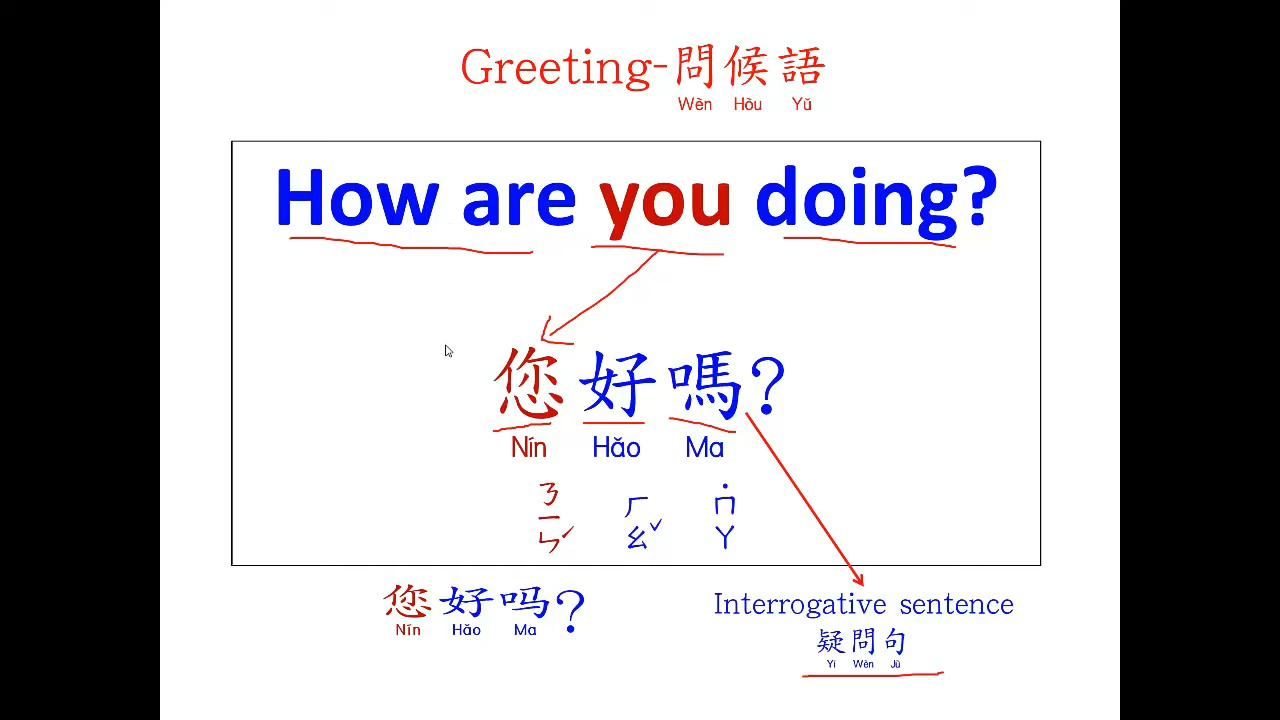 Greeting-問候語
Wèn Hòu Yǔ
How are you doing?
您好嗎?
Nín Hǎo Ma
ㄋㄧㄣˊ ㄏㄠˇ ˙ㄇㄚ
您好吗?
Nín Hǎo Ma
Interrogative sentence
疑問句
Yí Wèn Jù